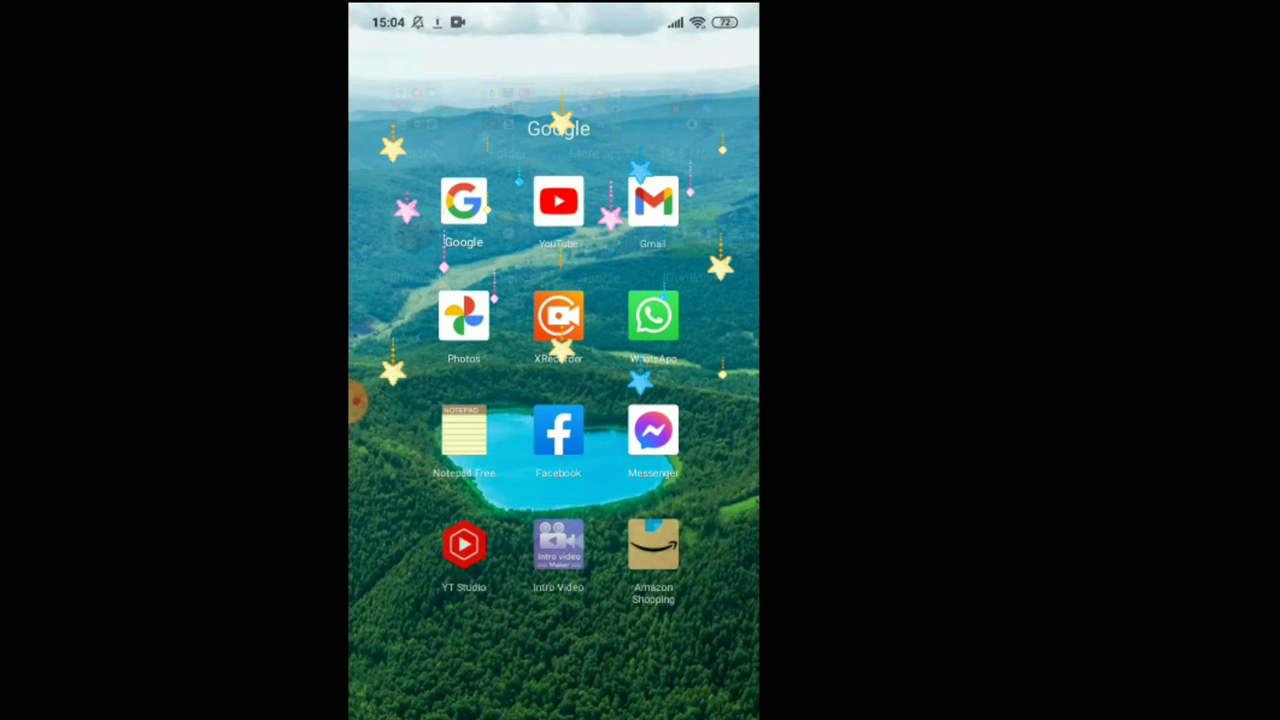 15:04
72
Google
Google
YouTube
Gmail
Photos
XRecorder
WhatsApp
NOTEPAD
Notepad Free
Facebook
Messenger
Intro video
Maker
YT Studio
Intro Video
Amazon
Shopping